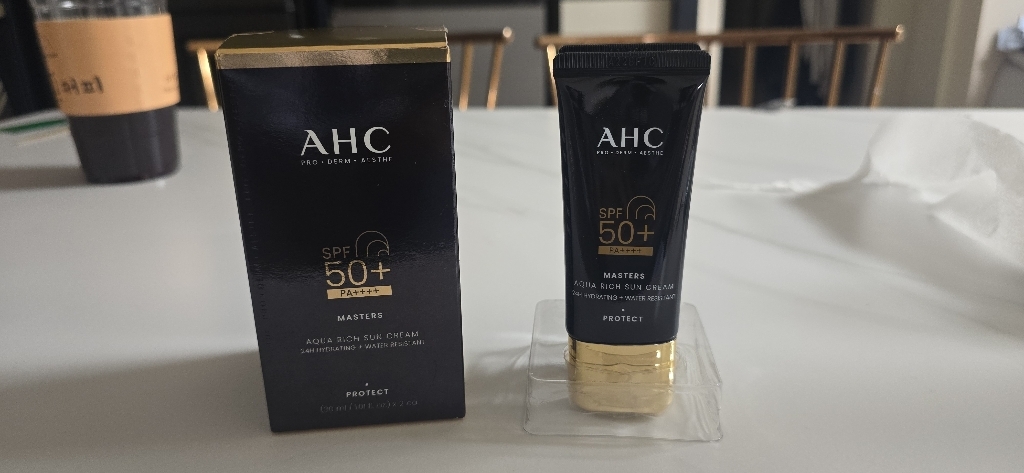 AHC
PRO • DERM • AESTHE
SPF
50+
PA++++
MASTERS
AQUA RICH SUN CREAM
24H HYDRATING + WATER RESISTANT
PROTECT
AHC
PRO • DERM • AESTHE
SPF
50+
PA++++
MASTERS
AQUA RICH SUN CREAM
24H HYDRATING + WATER RESISTANT
PROTECT